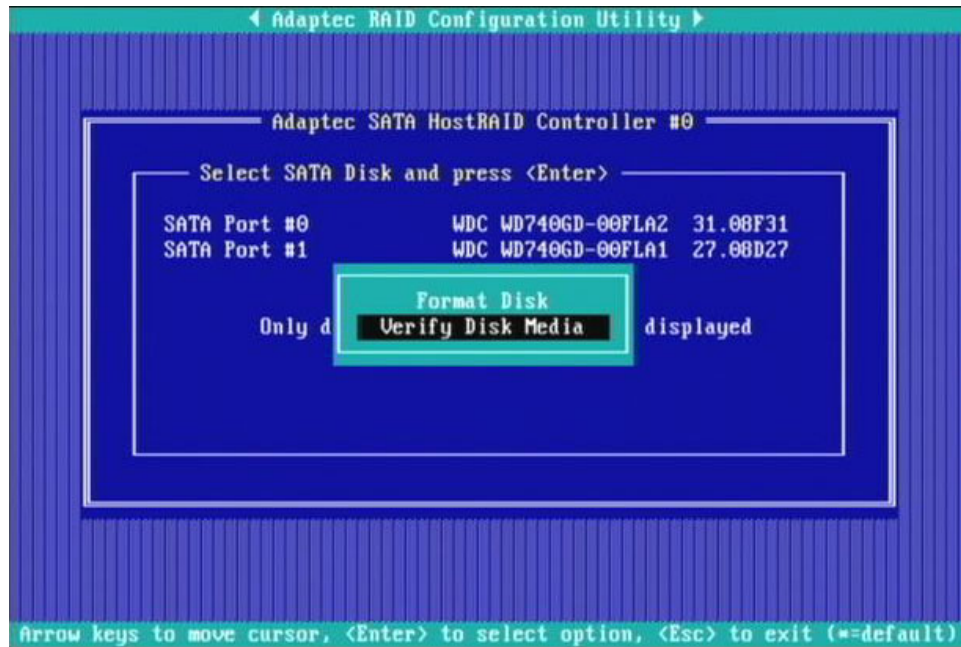 Adaptec RAID Configuration Utility
Adaptec SATA HostRAID Controller #0
Select SATA Disk and press <Enter>
SATA Port #0 WDC WD740GD-00FLA2 31.08F31
SATA Port #1 WDC WD740GD-00FLA1 27.08D27
Format Disk
Only d Verify Disk Media displayed
Arrow keys to move cursor, <Enter> to select option, <Esc> to exit (*=default)